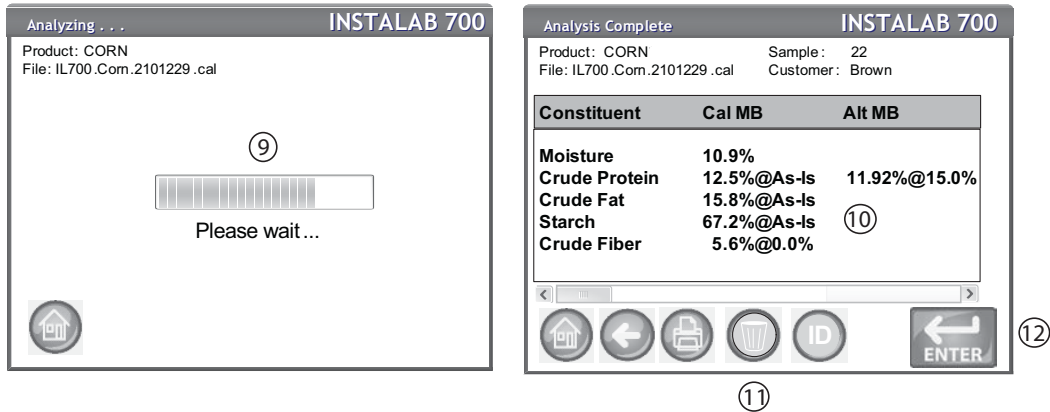 Analyzing . . .
INSTALAB 700
Product: CORN
File: IL700.Corn.2101229 .cal
9
Please wait...
Analysis Complete
INSTALAB 700
Product: CORN Sample: 22
File: IL700.Corn.2101229 .cal Customer: Brown
Constituent Cal MB Alt MB
Moisture 10.9%
Crude Protein 12.5%@As-Is 11.92%@15.0%
Crude Fat 15.8%@As-Is
Starch 67.2%@As-Is
10
Crude Fiber 5.6%@0.0%
ID
ENTER
12
11